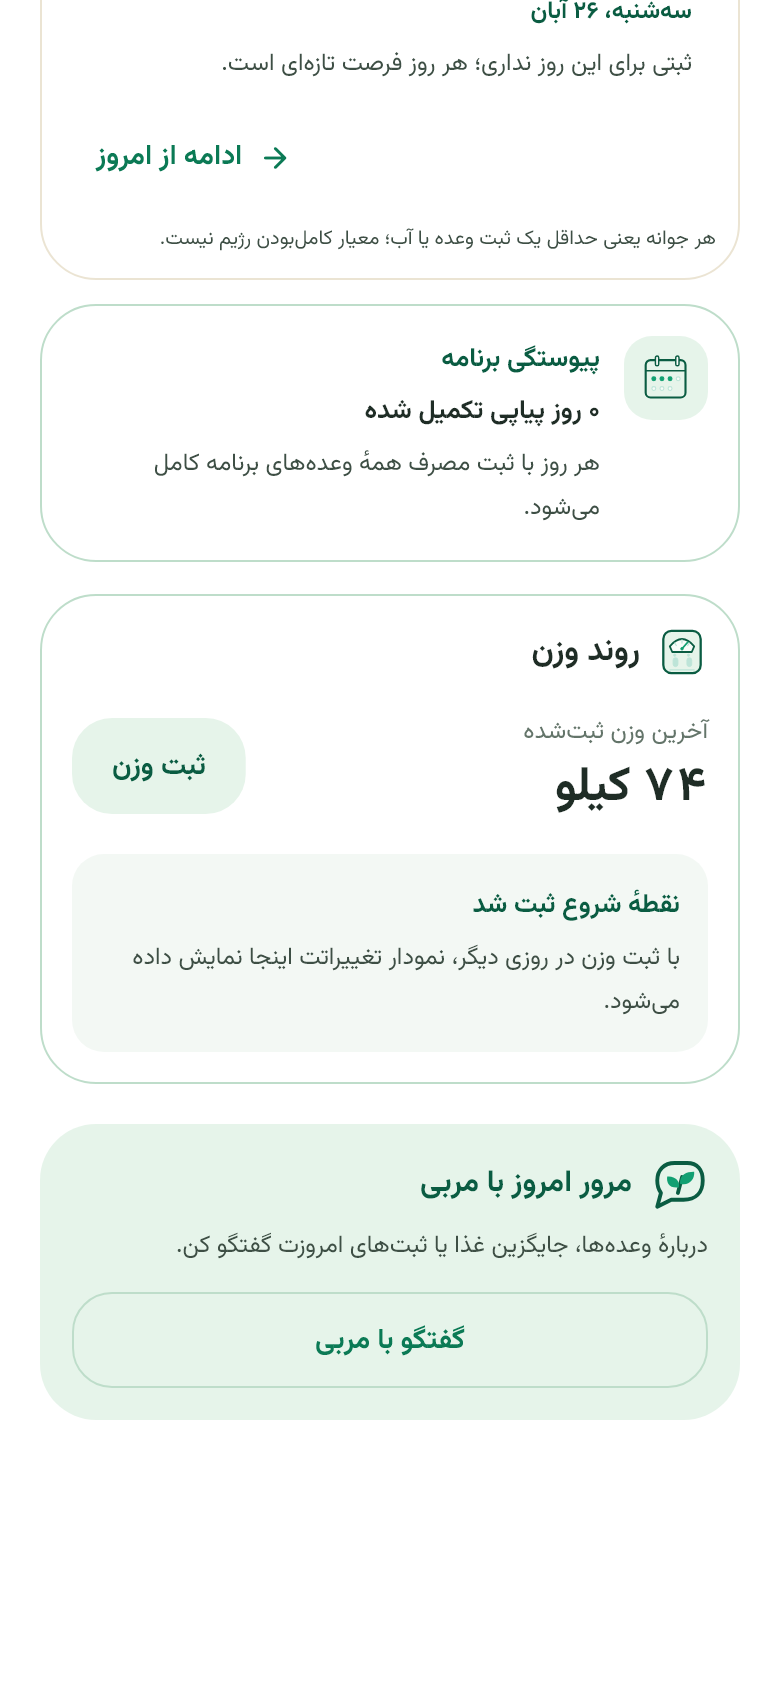 سه‌شنبه، ۲۶ آبان
ثبتی برای این روز نداری؛ هر روز فرصت تازه‌ای است.
ادامه از امروز
هر جوانه یعنی حداقل یک ثبت وعده یا آب؛ معیار کامل‌بودن رژیم نیست.
پیوستگی برنامه
۰ روز پیاپی تکمیل شده
هر روز با ثبت مصرف همهٔ وعده‌های برنامه کامل
می‌شود.
روند وزن
آخرین وزن ثبت‌شده
۷۴ کیلو
ثبت وزن
نقطهٔ شروع ثبت شد
با ثبت وزن در روزی دیگر، نمودار تغییراتت اینجا نمایش داده
می‌شود.
مرور امروز با مربی
دربارهٔ وعده‌ها، جایگزین غذا یا ثبت‌های امروزت گفتگو کن.
گفتگو با مربی